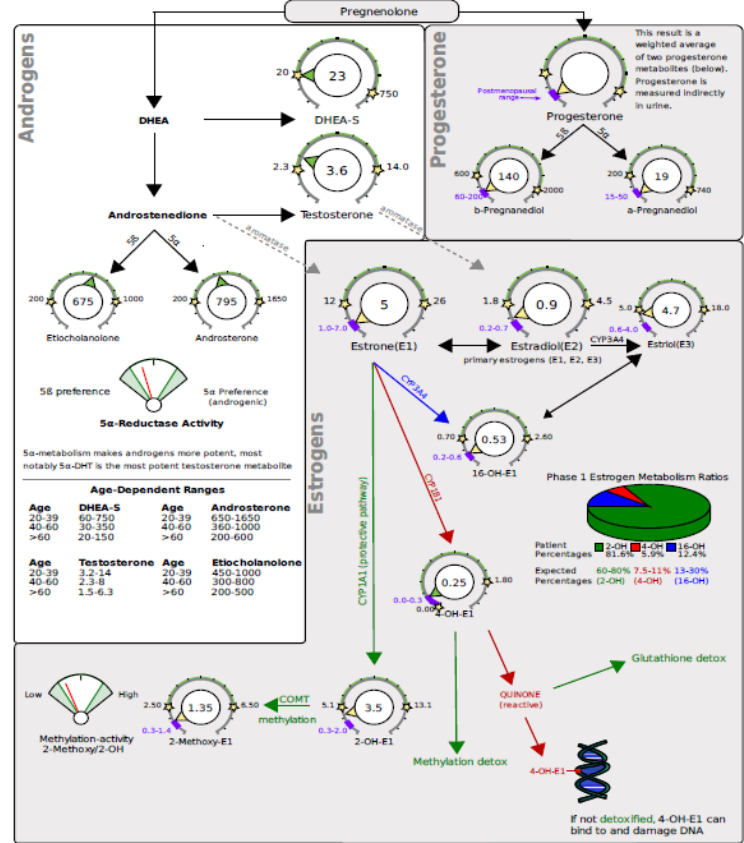 Pregnenolone
Androgens
20
23
750
DHEA-S
DHEA
2.3
3.6
14.0
Testosterone
Androstenedione
aromatase
5ß
5α
200
675
1000
Etiocholanolone
200
795
1650
Androsterone
5ß preference
5α Preference
(androgenic)
5α-Reductase Activity
5α-metabolism makes androgens more potent, most
notably 5α-DHT is the most potent testosterone metabolite
Age-Dependent Ranges
Age DHEA-S Age Androsterone
20-39 60-750 20-39 650-1650
40-60 30-350 40-60 360-1000
>60 20-150 >60 200-600
Age Testosterone Age Etiocholanolone
20-39 3.2-14 20-39 450-1000
40-60 2.3-8 40-60 300-800
>60 1.5-6.3 >60 200-500
Progesterone
This result is a
weighted average
of two progesterone
metabolites (below).
Progesterone is
measured indirectly
in urine.
Postmenopausal
range
Progesterone
5ß
5α
600
140
2000
60-200
b-Pregnanediol
200
19
740
15-50
a-Pregnanediol
aromatase
Estrogens
12
5
26
1.0-7.0
Estrone(E1)
1.8
0.9
4.5
0.2-0.7
Estradiol(E2)
primary estrogens (E1, E2, E3)
CYP3A4
5.0
4.7
18.0
0.6-4.0
Estriol(E3)
CYP3A4
0.70
0.53
2.60
0.2-0.6
16-OH-E1
CYP1B1
CYP1A1 (protective pathway)
Phase 1 Estrogen Metabolism Ratios
Patient 2-OH 4-OH 16-OH
Percentages 81.6% 5.9% 12.4%
Expected 60-80% 7.5-11% 13-30%
Percentages (2-OH) (4-OH) (16-OH)
0.25
1.80
0.0-0.3
0.00
4-OH-E1
Low
High
Methylation-activity
2-Methoxy/2-OH
2.50
1.35
6.50
0.3-1.4
2-Methoxy-E1
COMT
methylation
5.1
3.5
13.1
0.3-2.0
2-OH-E1
Methylation detox
QUINONE
(reactive)
Glutathione detox
4-OH-E1
If not detoxified, 4-OH-E1 can
bind to and damage DNA